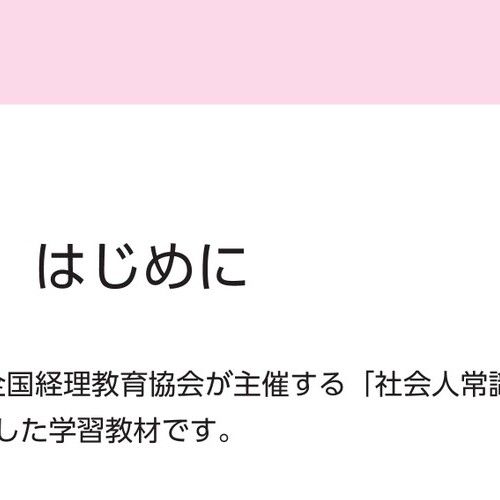 はじめに
全国経理教育協会が主催する「社会人常識
した学習教材です。